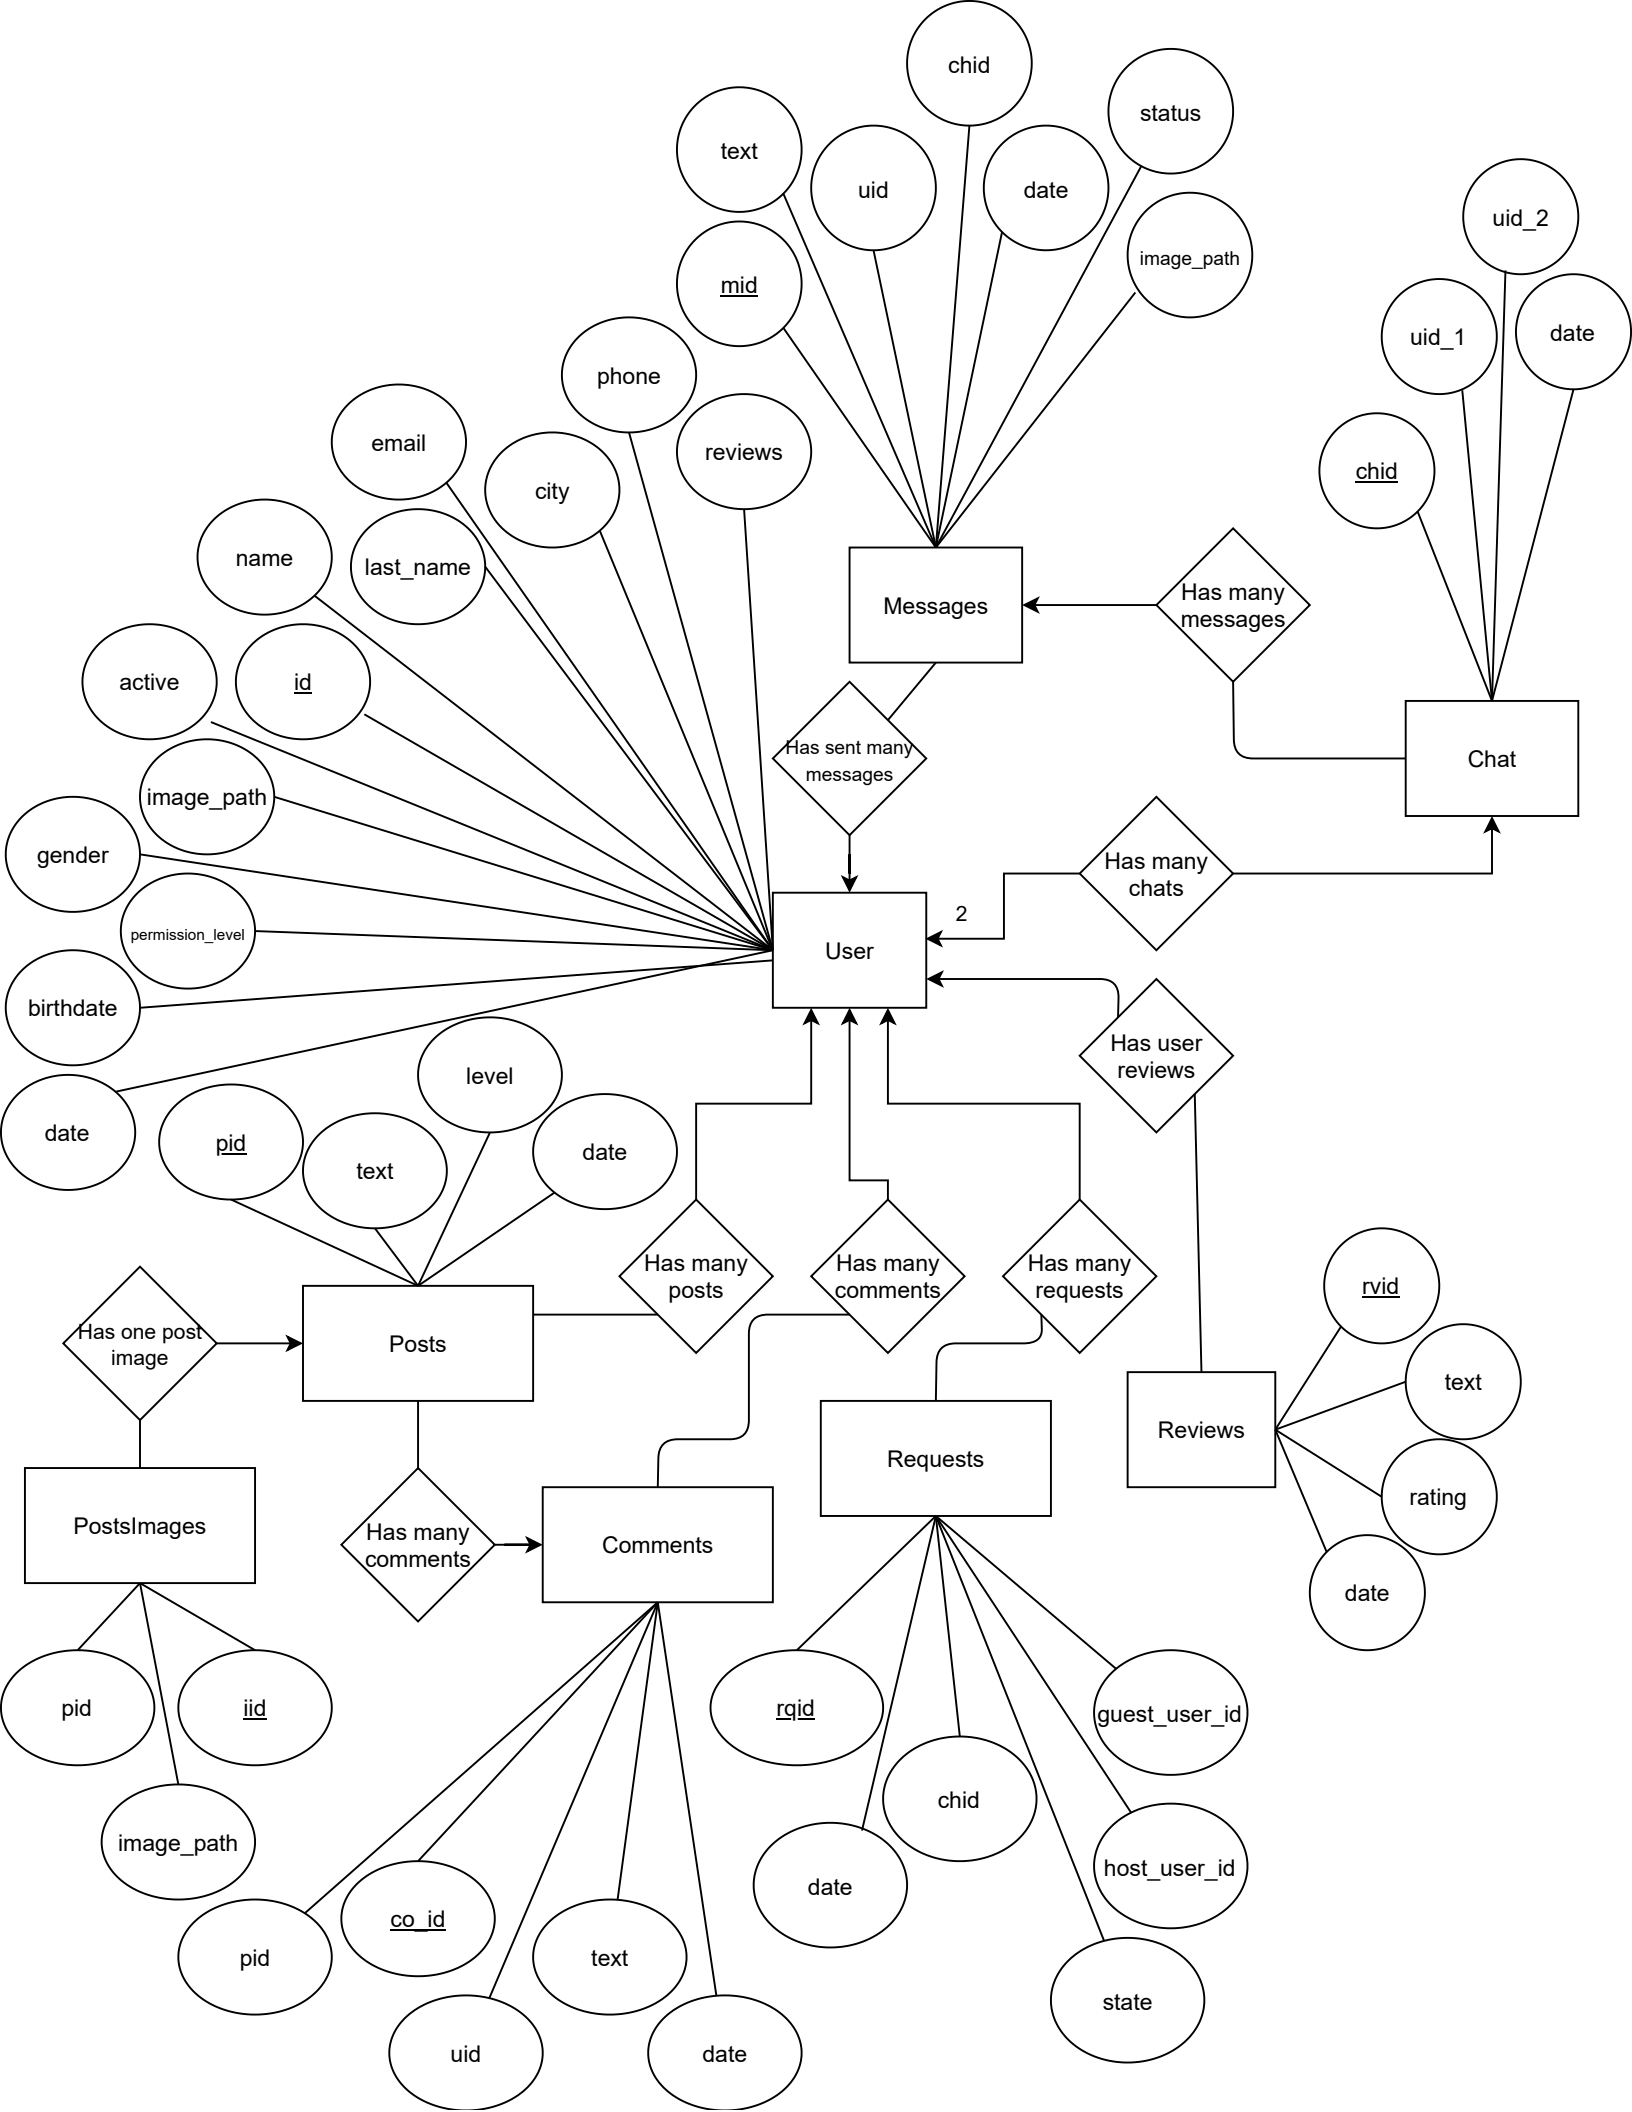 chid
status
text
uid
date
uid_2
image_path
mid
uid_1
date
phone
email
reviews
chid
city
name
last_name
Messages
Has many
messages
active
id
Has sent many
messages
Chat
image_path
gender
Has many
chats
permission_level
2
User
birthdate
Has user
reviews
level
date
pid
text
date
Has many
posts
Has many
comments
Has many
requests
rvid
Has one post
image
Posts
text
Reviews
Requests
rating
PostsImages
Has many
comments
Comments
date
pid
iid
rqid
guest_user_id
chid
image_path
host_user_id
date
co_id
pid
text
state
uid
date